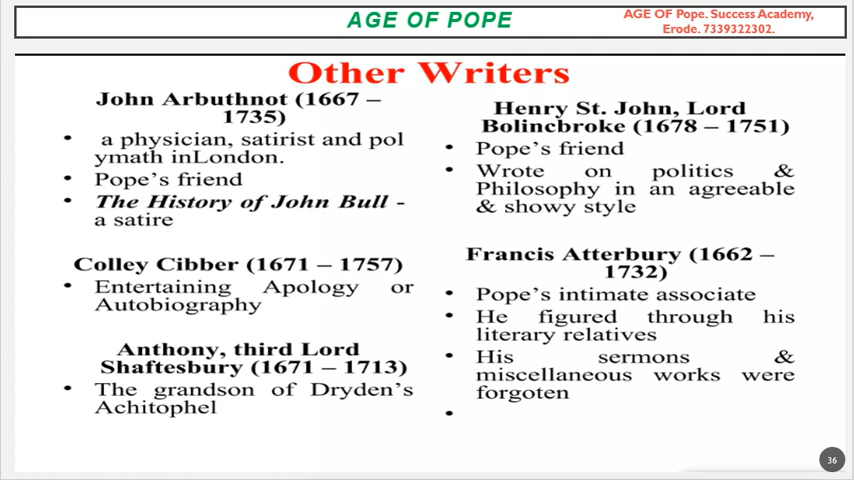 AGE OF POPE
AGE OF Pope. Success Academy,
Erode. 7339322302.
Other Writers
John Arbuthnot (1667 –
1735)
• a physician, satirist and pol
ymath inLondon.
• Pope's friend
• The History of John Bull -
a satire
Colley Cibber (1671 – 1757)
• Entertaining Apology or
Autobiography
Anthony, third Lord
Shaftesbury (1671 – 1713)
• The grandson of Dryden's
Achitophel
Henry St. John, Lord
Bolincbroke (1678 – 1751)
• Pope's friend
• Wrote on politics &
Philosophy in an agreeable
& showy style
Francis Atterbury (1662 –
1732)
• Pope's intimate associate
• He figured through his
literary relatives
• His sermons &
miscellaneous works were
forgoten
•
36